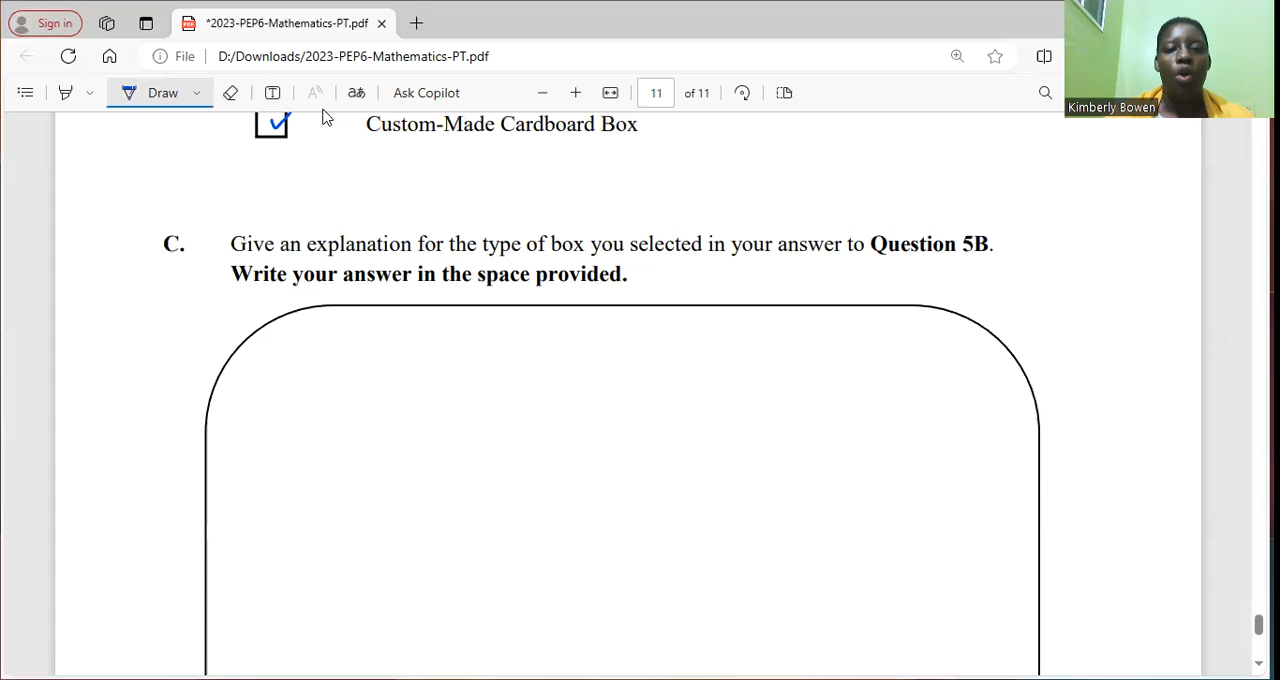 Sign in
*2023-PEP6-Mathematics-PT.pdf
File
D:/Downloads/2023-PEP6-Mathematics-PT.pdf
Draw
aあ
Ask Copilot
11
of 11
Kimberly Bowen
Custom-Made Cardboard Box
C. Give an explanation for the type of box you selected in your answer to Question 5B.
Write your answer in the space provided.